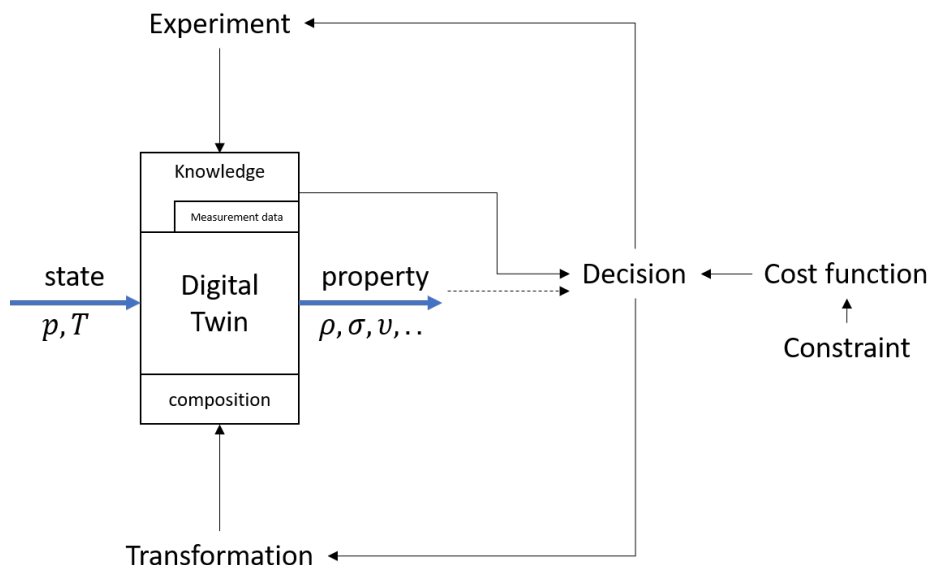 Experiment
Knowledge
Measurement data
state
p, T
Digital
Twin
property
ρ, σ, υ, . .
composition
Decision
Cost function
Constraint
Transformation